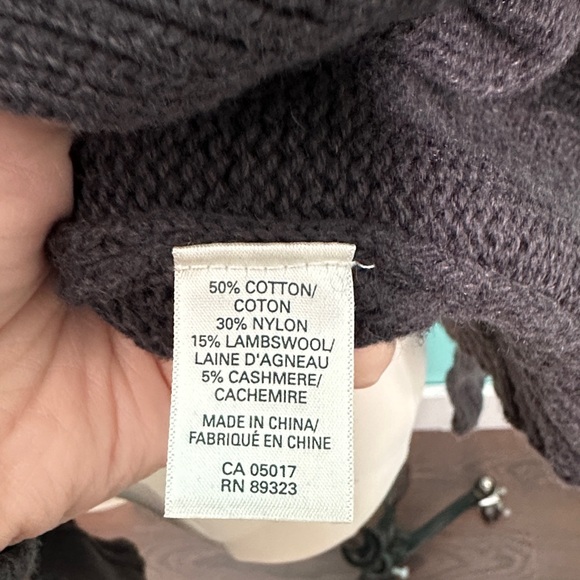 50% COTTON/
COTON
30% NYLON
15% LAMBSWOOL/
LAINE D'AGNEAU
5% CASHMERE/
CACHEMIRE
MADE IN CHINA/
FABRIQUÉ EN CHINE
CA 05017
RN 89323